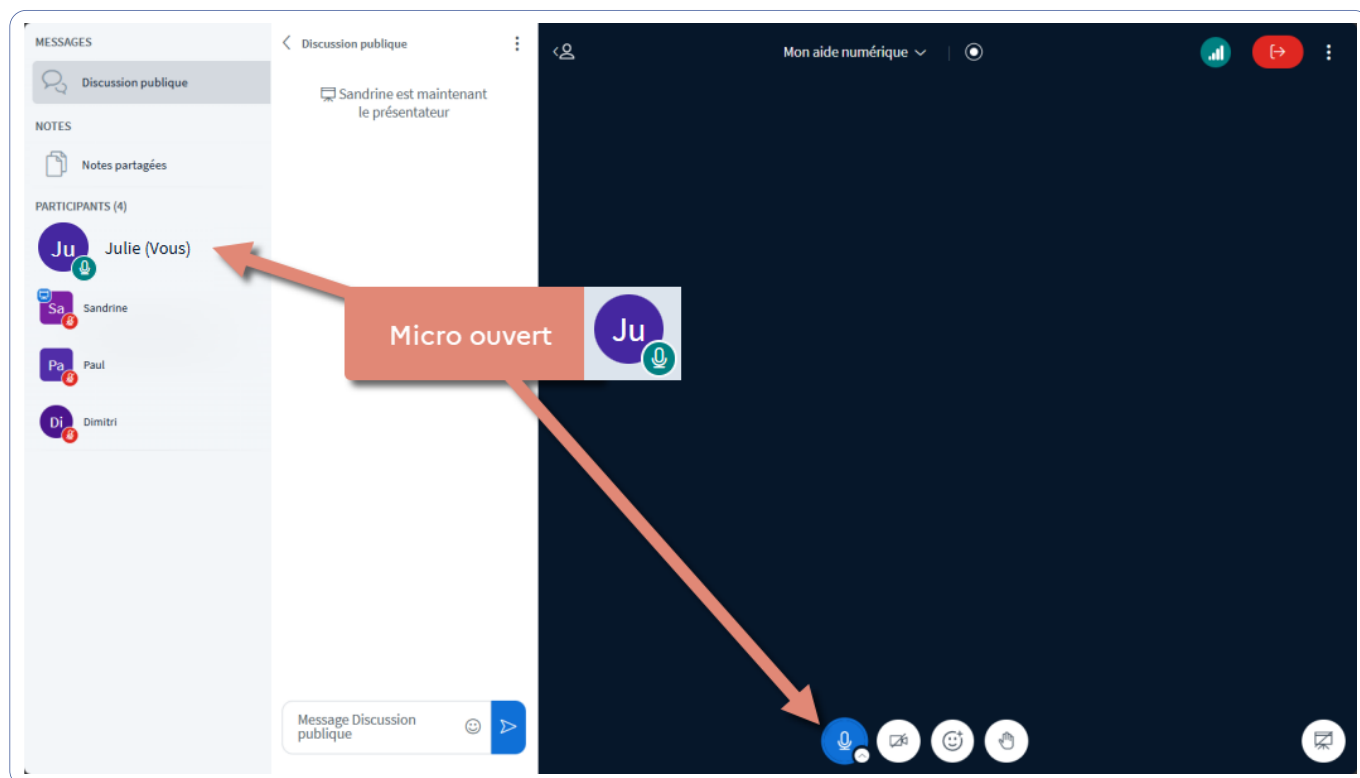 MESSAGES
Discussion publique
NOTES
Notes partagées
PARTICIPANTS (4)
Ju
Julie (Vous)
Sa
Sandrine
Pa
Paul
Di
Dimitri
Discussion publique
Sandrine est maintenant
le présentateur
Message Discussion
publique
Mon aide numérique
Micro ouvert
Ju